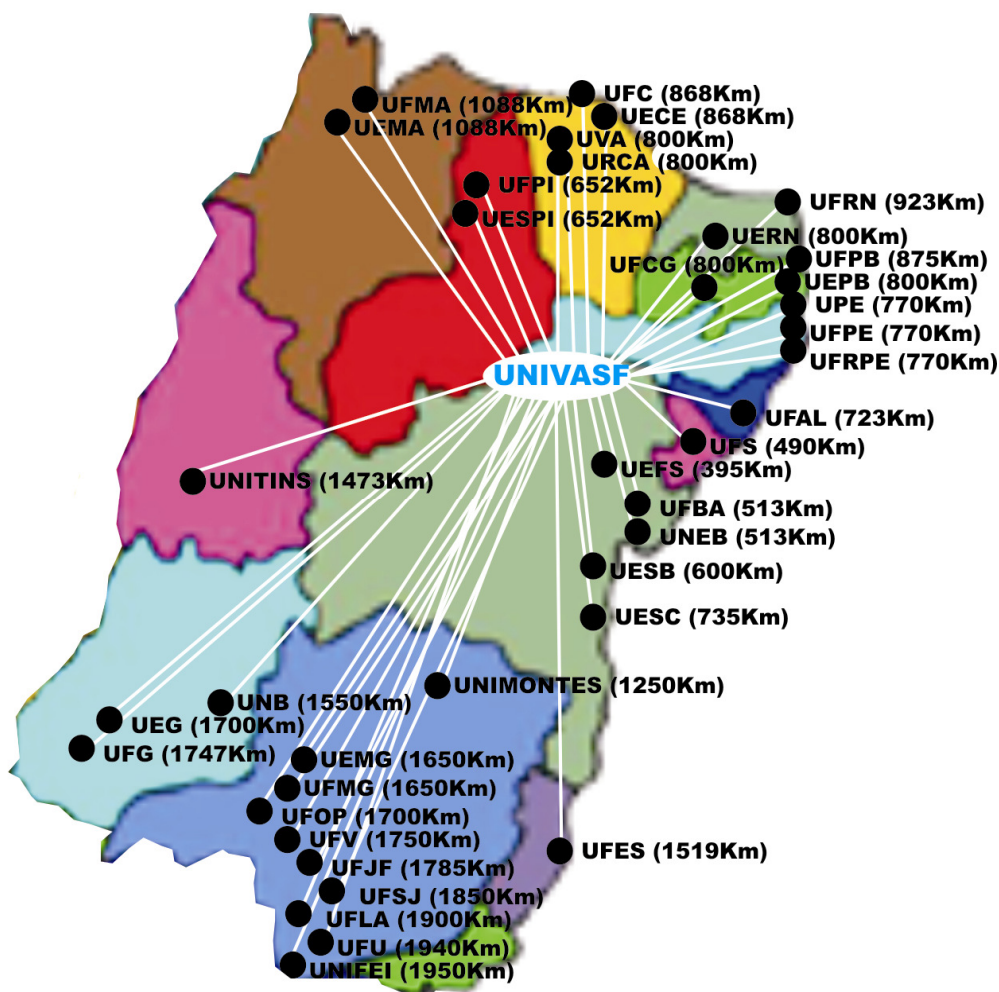 UFC (868Km)
UFMA (1088Km)
UECE (868Km)
UEMA (1088Km)
UVA (800Km)
URCA (800Km)
UFPI (652Km)
UFRN (923Km)
UESPI (652Km)
UERN (800Km)
UFPB (875Km)
UFCG (800Km)
UEPB (800Km)
UPE (770Km)
UFPE (770Km)
UFRPE (770Km)
UNIVASF
UFAL (723Km)
UFS (490Km)
UEFS (395Km)
UNITINS (1473Km)
UFBA (513Km)
UNEB (513Km)
UESB (600Km)
UESC (735Km)
UNIMONTES (1250Km)
UNB (1550Km)
UEG (1700Km)
UFG (1747Km)
UEMG (1650Km)
UFMG (1650Km)
UFOP (1700Km)
UFV (1750Km)
UFES (1519Km)
UFJF (1785Km)
UFSJ (1850Km)
UFLA (1900Km)
UFU (1940Km)
UNIFEI (1950Km)